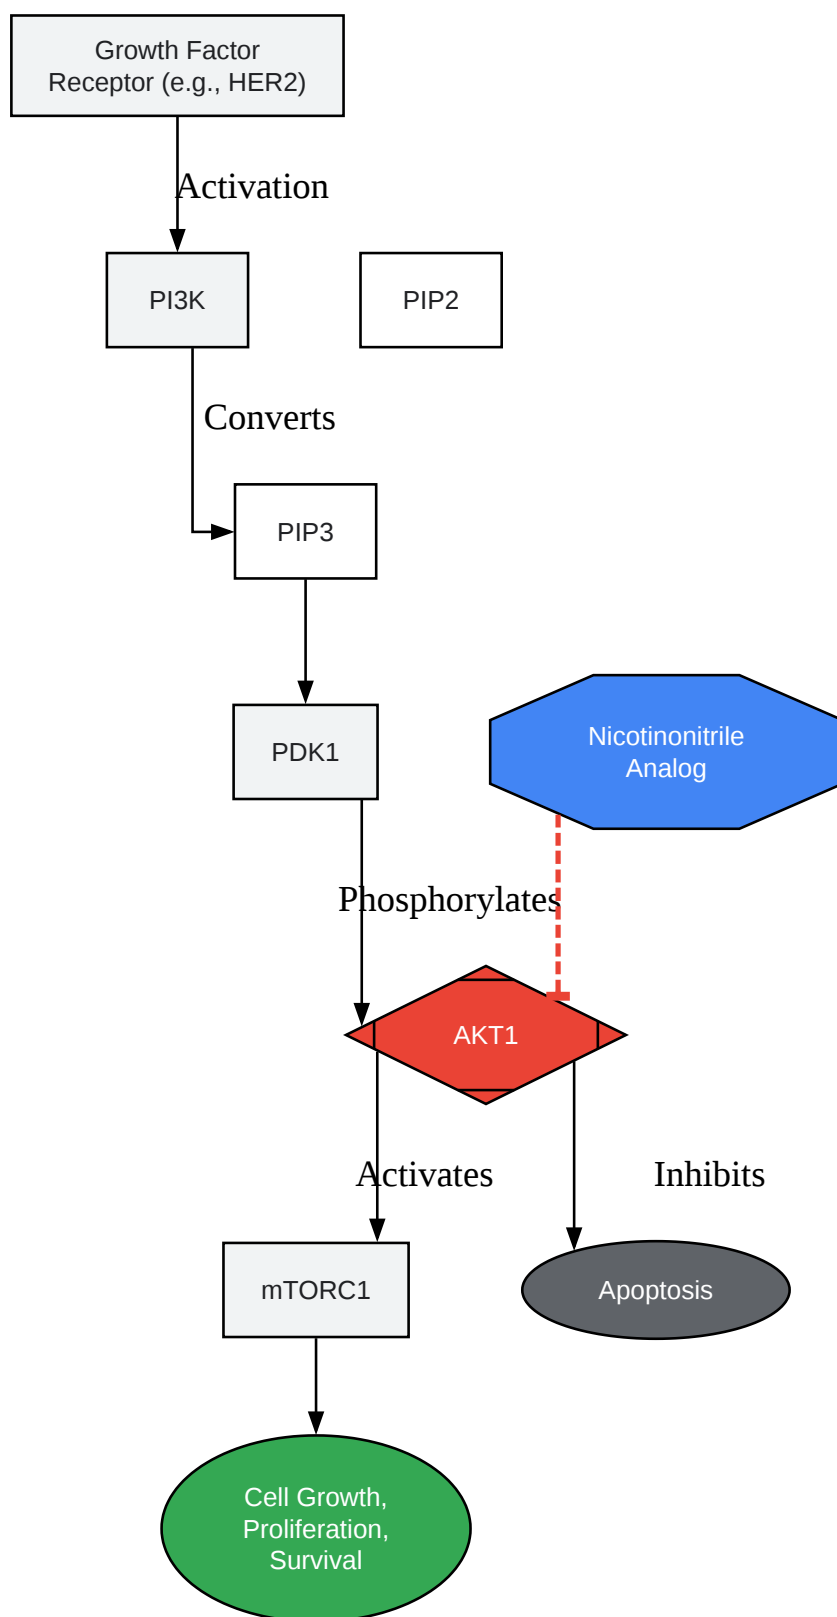 Growth Factor
Receptor (e.g., HER2)
Activation
PI3K
PIP2
Converts
PIP3
PDK1
Nicotinonitrile
Analog
Phosphorylates
AKT1
Activates
Inhibits
mTORC1
Apoptosis
Cell Growth,
Proliferation,
Survival